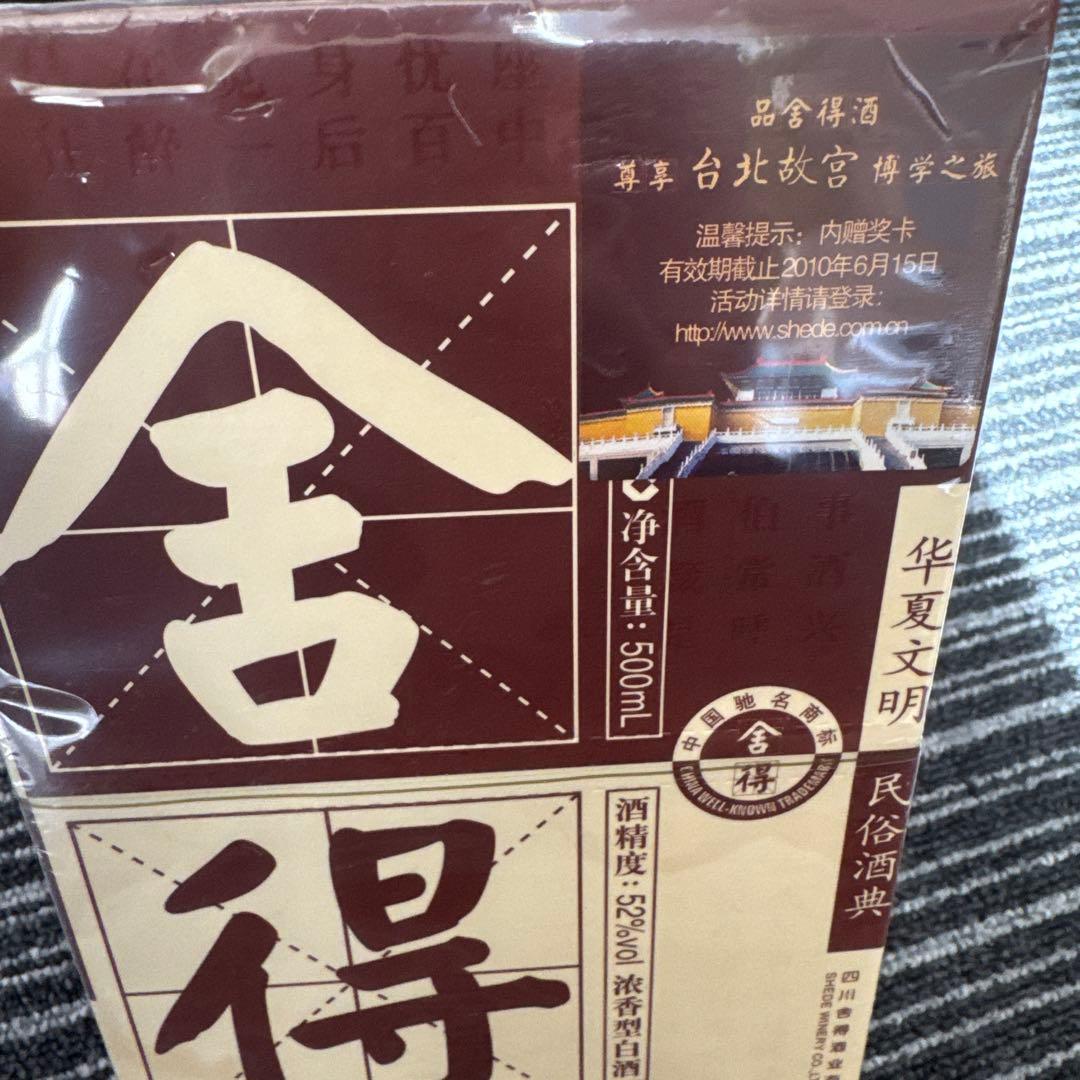 品舍得酒
尊享 台北故宫 博学之旅
温馨提示：内赠奖卡
有效期截止2010年6月15日
活动详情请登录：
http://www.shede.com.cn
舍
得
净含量：500mL
酒精度：52%vol 浓香型白酒
中国驰名商标
舍
得
CHINA WELL-KNOWN TRADEMARK
华夏文明
民俗酒典
四川舍得酒业
SHEDE WINERY CO.,